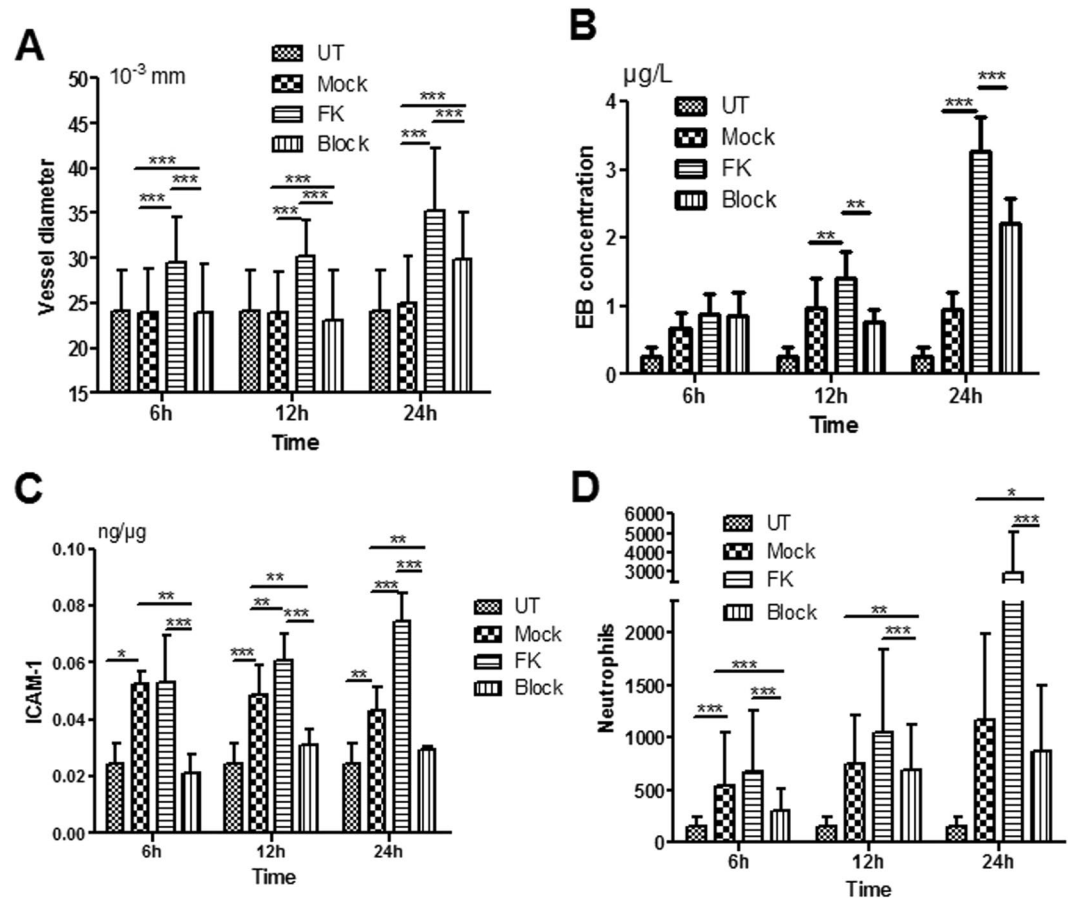 A
10⁻³ mm
UT
Mock
FK
Block
50
45
40
35
30
25
20
15
Vessel diameter
*** *** ***
*** *** ***
*** *** ***
6h 12h 24h
Time
B
µg/L
UT
Mock
FK
Block
4
3
2
1
0
EB concentration
** **
*** ***
6h 12h 24h
Time
C
ng/µg
0.10
0.08
0.06
0.04
0.02
0.00
ICAM-1
UT
Mock
FK
Block
* ** ***
*** ** ** ***
** *** ** ***
6h 12h 24h
Time
D
6000
5000
4000
3000
2000
1500
1000
500
0
Neutrophils
UT
Mock
FK
Block
*** *** ***
** ***
* ***
6h 12h 24h
Time